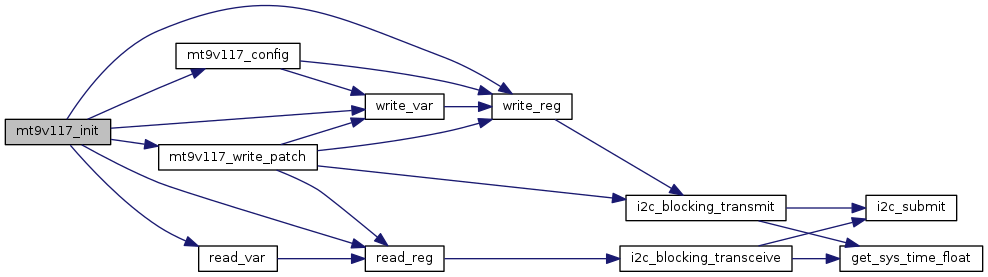 mt9v117_init
mt9v117_config
mt9v117_write_patch
read_var
write_var
read_reg
write_reg
i2c_blocking_transmit
i2c_blocking_transceive
i2c_submit
get_sys_time_float